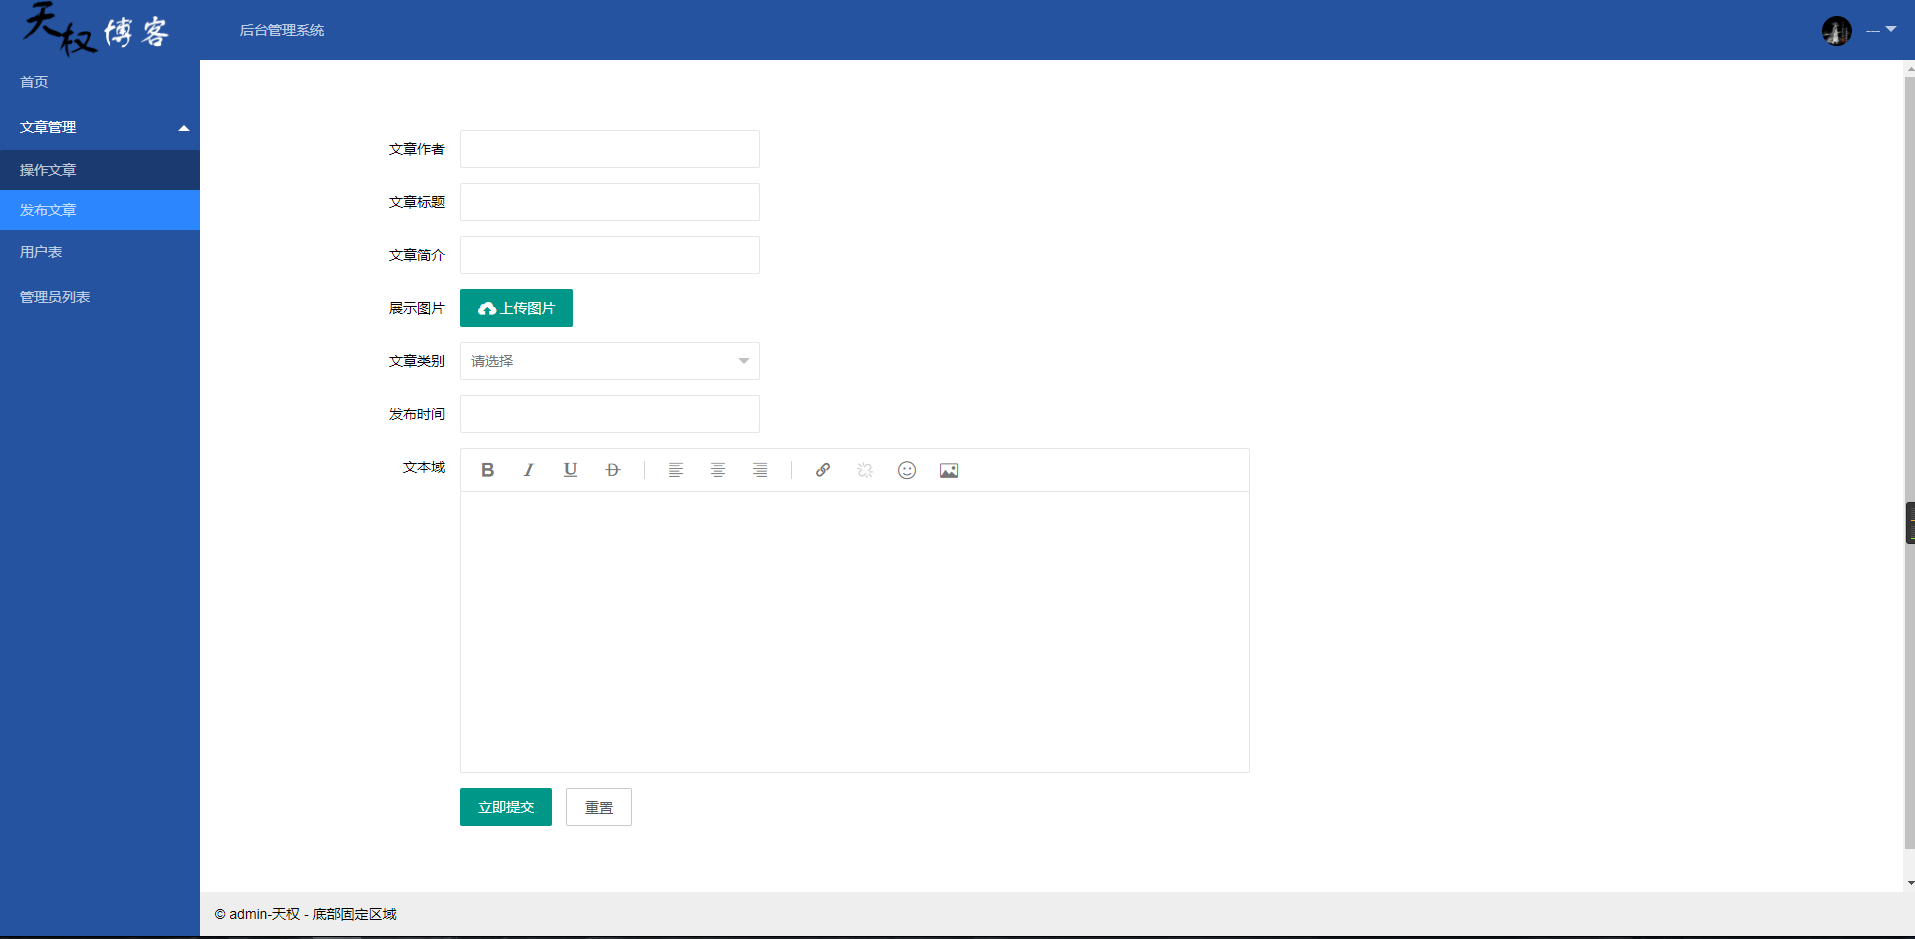 天权博客
后台管理系统
首页
文章管理
操作文章
发布文章
用户表
管理员列表
文章作者
文章标题
文章简介
展示图片 上传图片
文章类别 请选择
发布时间
文本域 B I U D
立即提交 重置
© admin-天权 - 底部固定区域